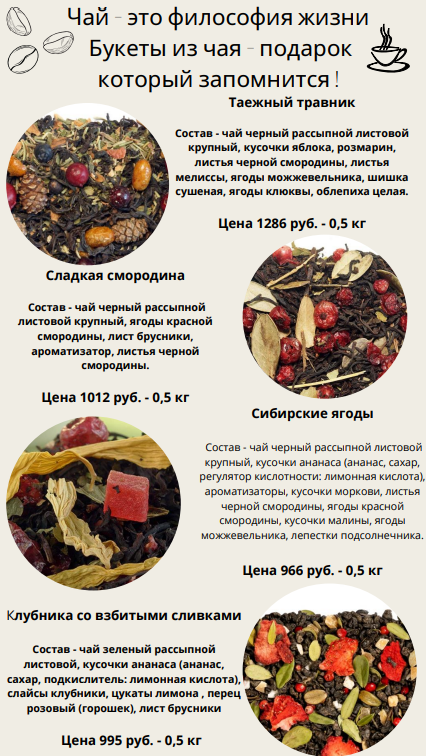 Чай - это философия жизни
Букеты из чая - подарок
который запомнится !
Таежный травник
Состав - чай черный рассыпной листовой
крупный, кусочки яблока, розмарин,
листья черной смородины, листья
мелиссы, ягоды можжевельника, шишка
сушеная, ягоды клюквы, облепиха целая.
Цена 1286 руб. - 0,5 кг
Сладкая смородина
Состав - чай черный рассыпной
листовой крупный, ягоды красной
смородины, лист брусники,
ароматизатор, листья черной
смородины.
Цена 1012 руб. - 0,5 кг
Сибирские ягоды
Состав - чай черный рассыпной листовой
крупный, кусочки ананаса (ананас, сахар,
регулятор кислотности: лимонная кислота),
ароматизаторы, кусочки моркови, листья
черной смородины, ягоды красной
смородины, кусочки малины, ягоды
можжевельника, лепестки подсолнечника.
Цена 966 руб. - 0,5 кг
Клубника со взбитыми сливками
Состав - чай зеленый рассыпной
листовой, кусочки ананаса (ананас,
сахар, подкислитель: лимонная кислота),
слайсы клубники, цукаты лимона , перец
розовый (горошек), лист брусники
Цена 995 руб. - 0,5 кг